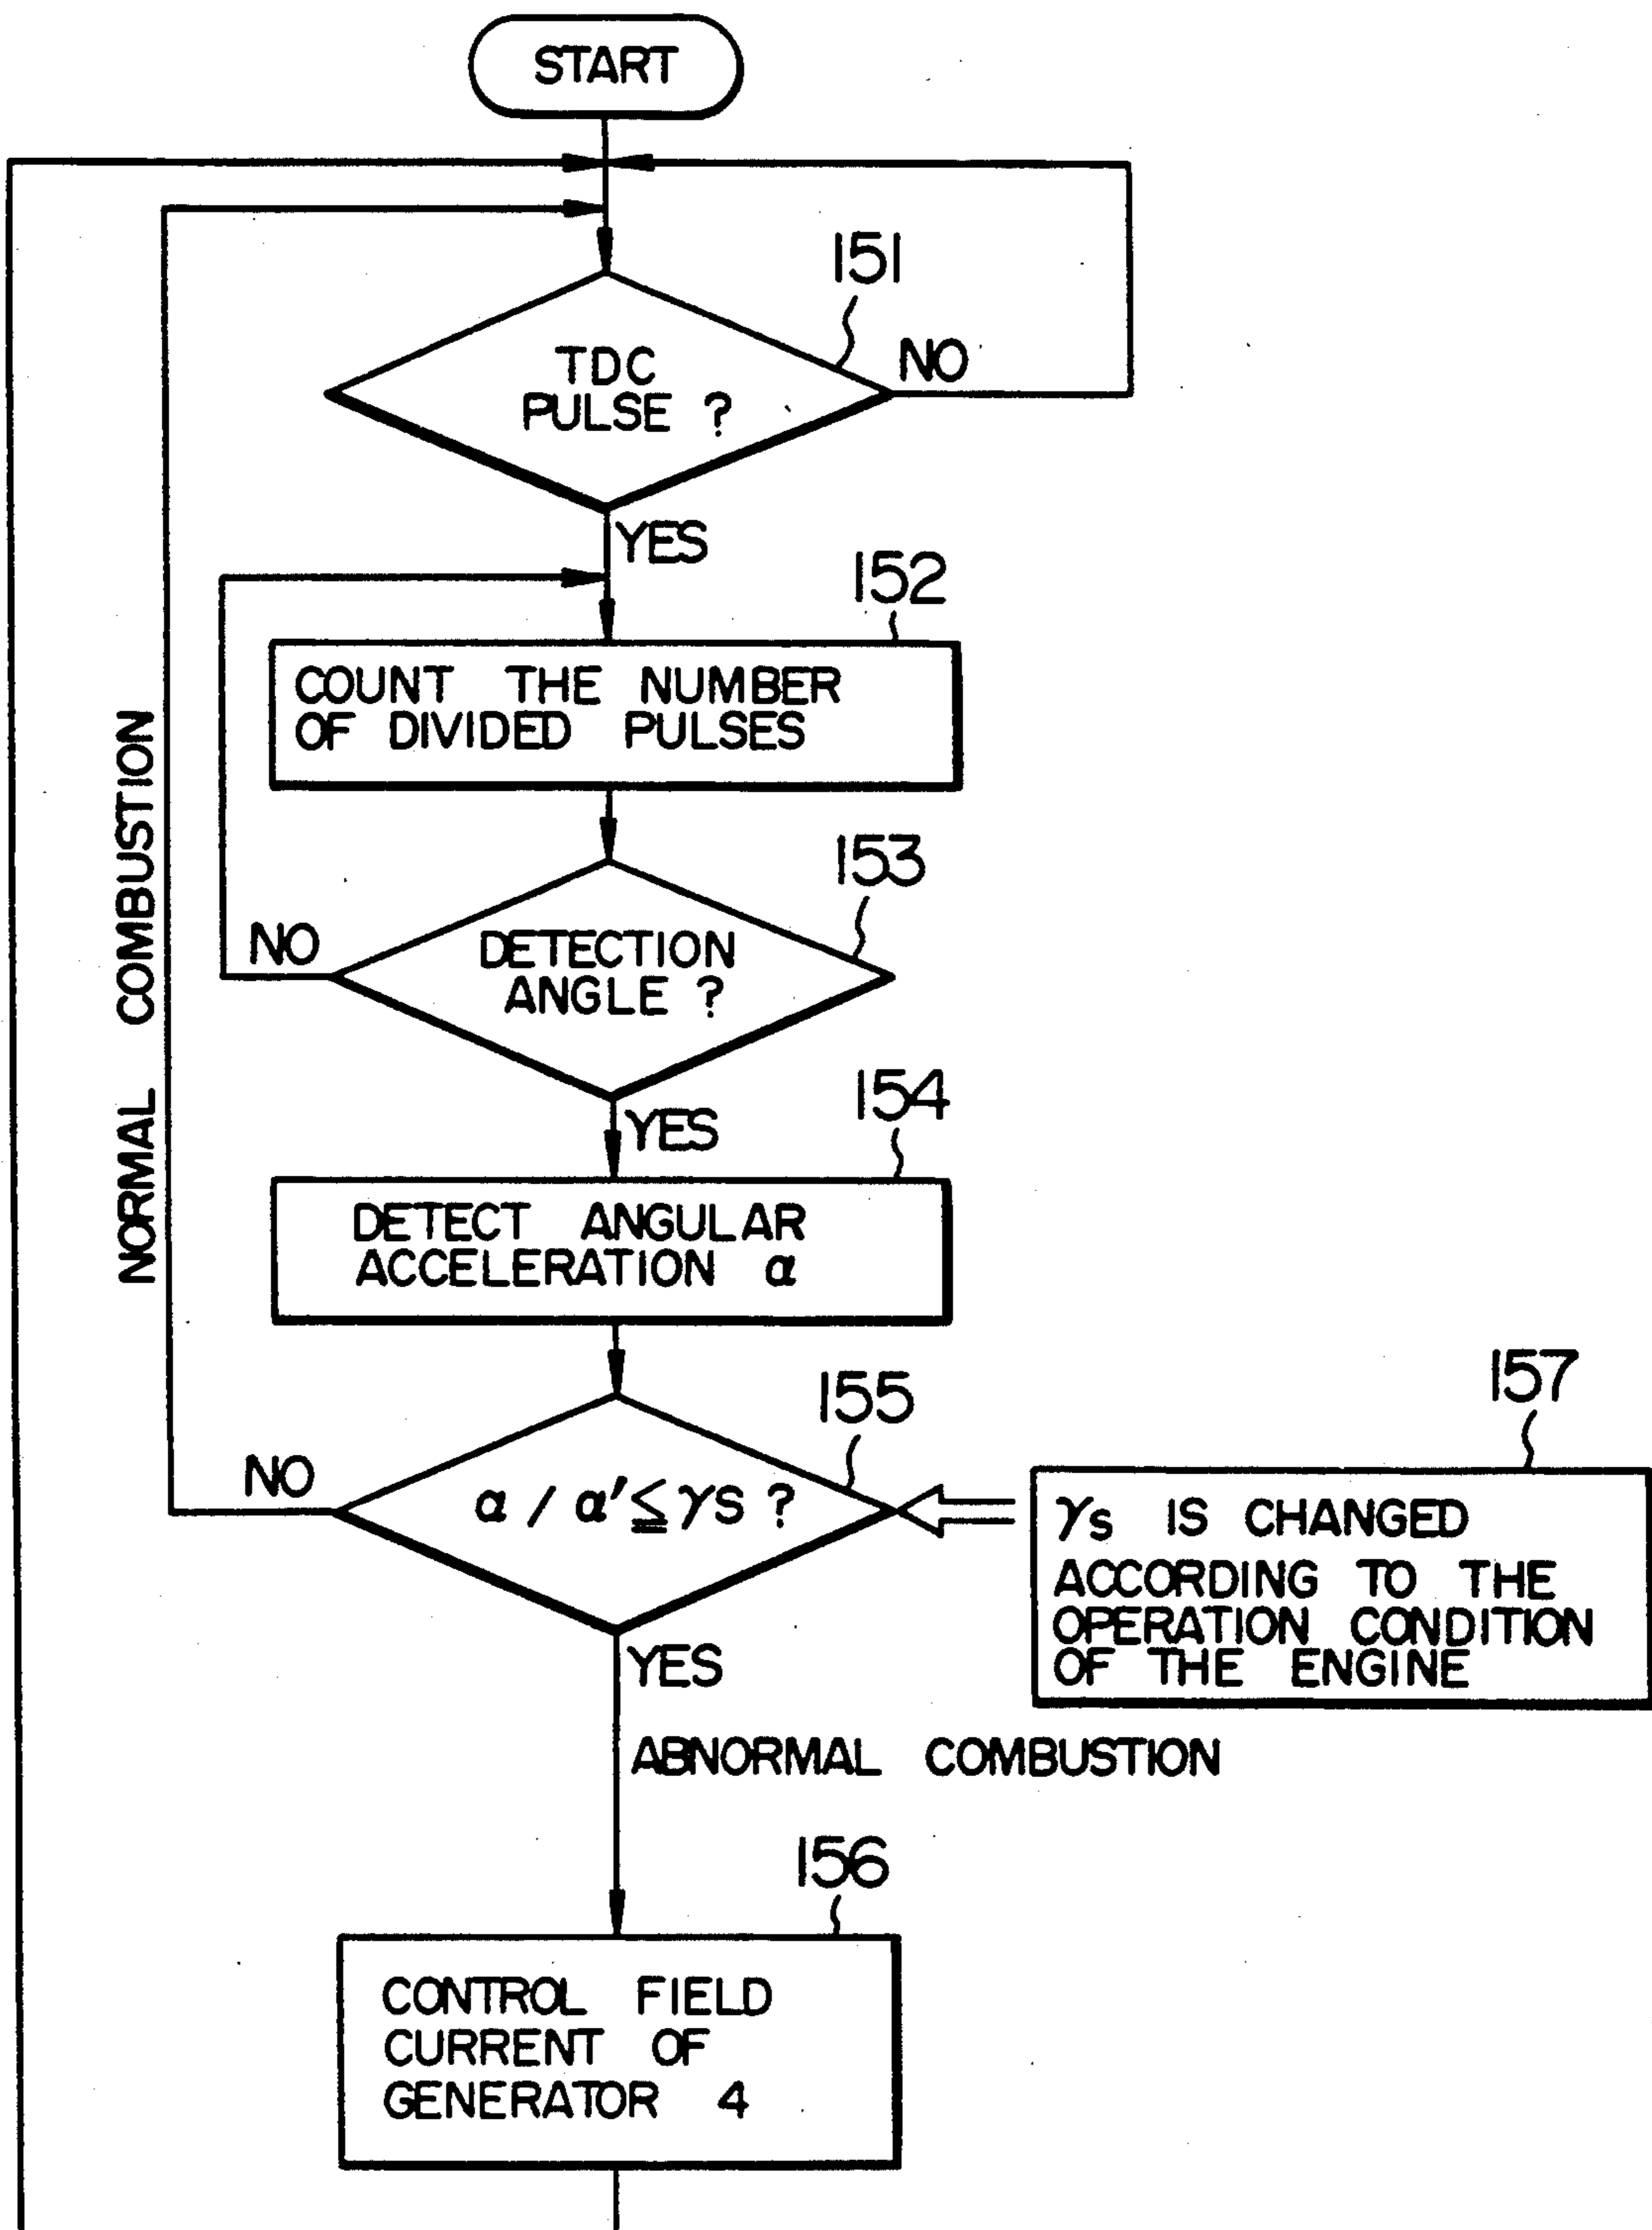 START
151
TDC
PULSE ?
NO
YES
152
COUNT THE NUMBER
OF DIVIDED PULSES
153
NO
DETECTION
ANGLE ?
YES
154
DETECT ANGULAR
ACCELERATION α
NORMAL COMBUSTION
155
NO
α / α' ≦ γS ?
157
γs IS CHANGED
ACCORDING TO THE
OPERATION CONDITION
OF THE ENGINE
YES
ABNORMAL COMBUSTION
156
CONTROL FIELD
CURRENT OF
GENERATOR 4